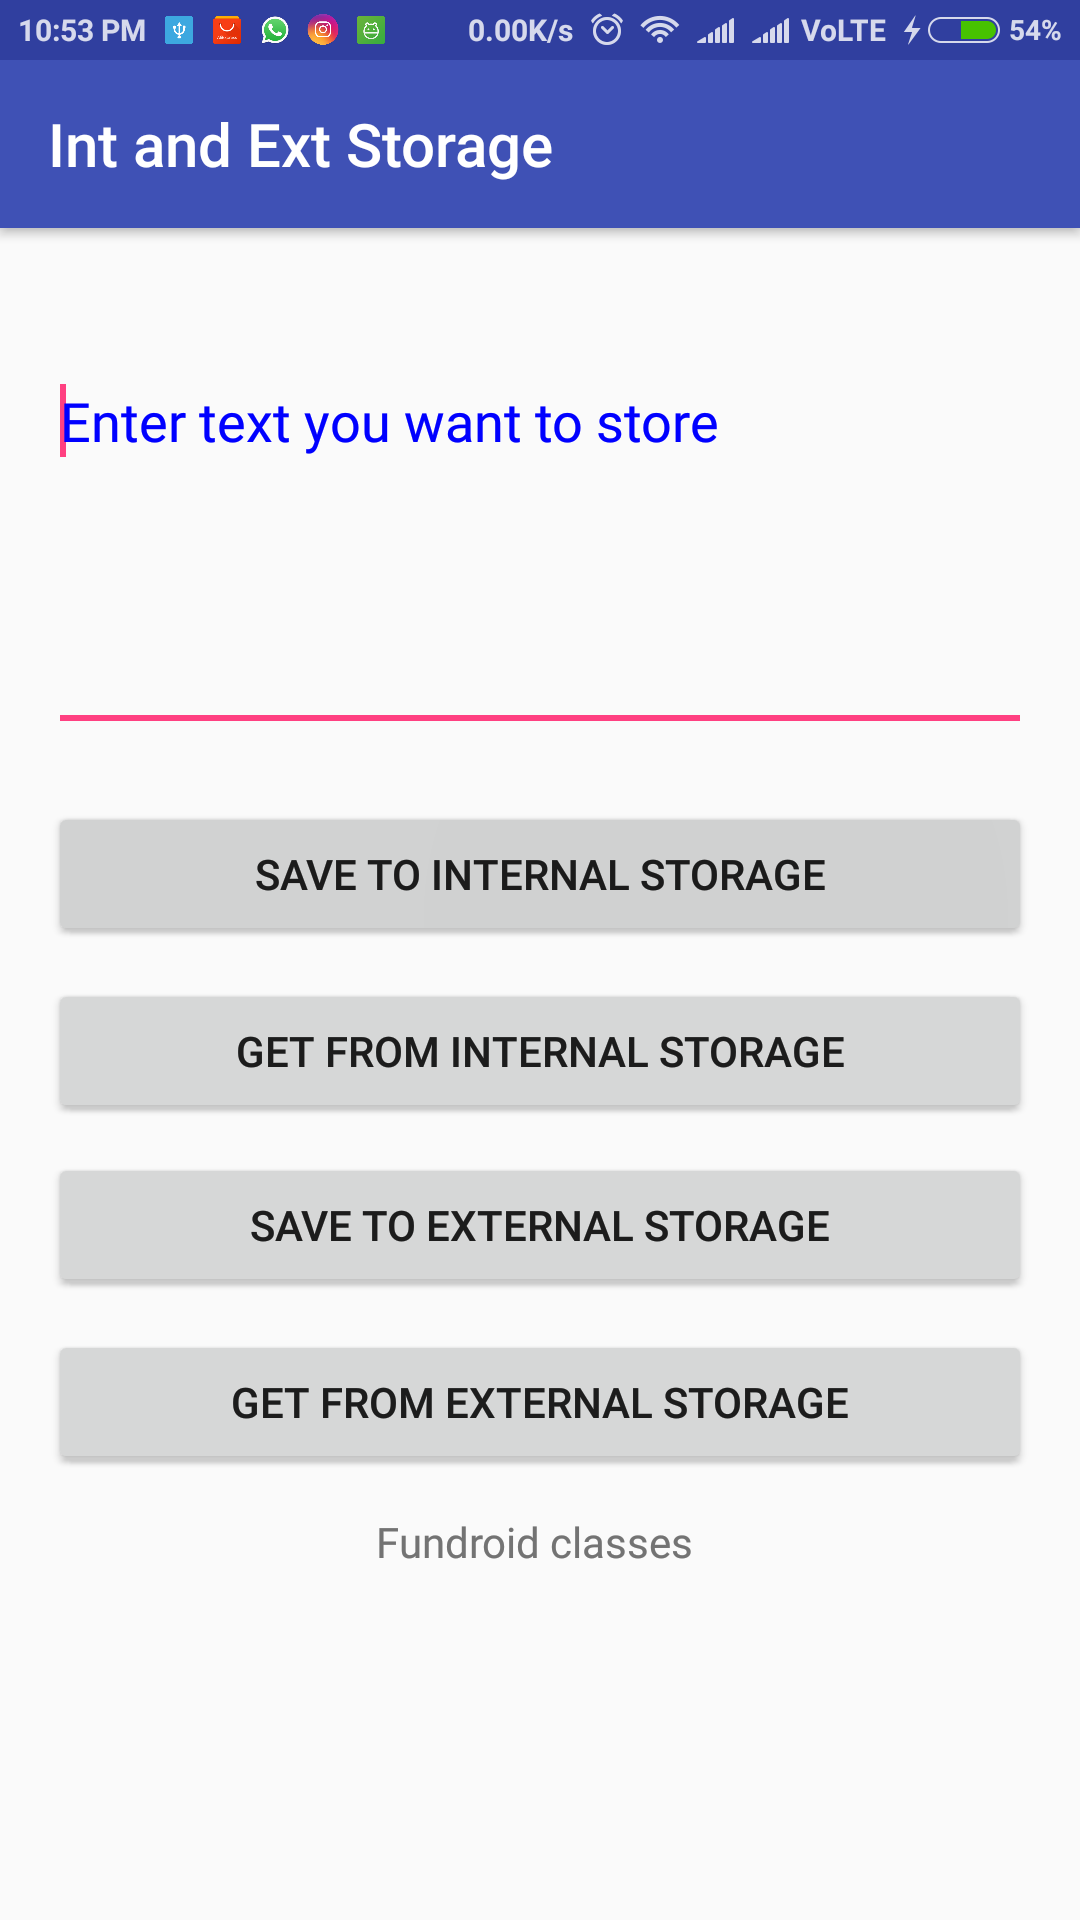 10:53 PM 0.00K/s VoLTE 54%
Int and Ext Storage
Enter text you want to store
SAVE TO INTERNAL STORAGE
GET FROM INTERNAL STORAGE
SAVE TO EXTERNAL STORAGE
GET FROM EXTERNAL STORAGE
Fundroid classes